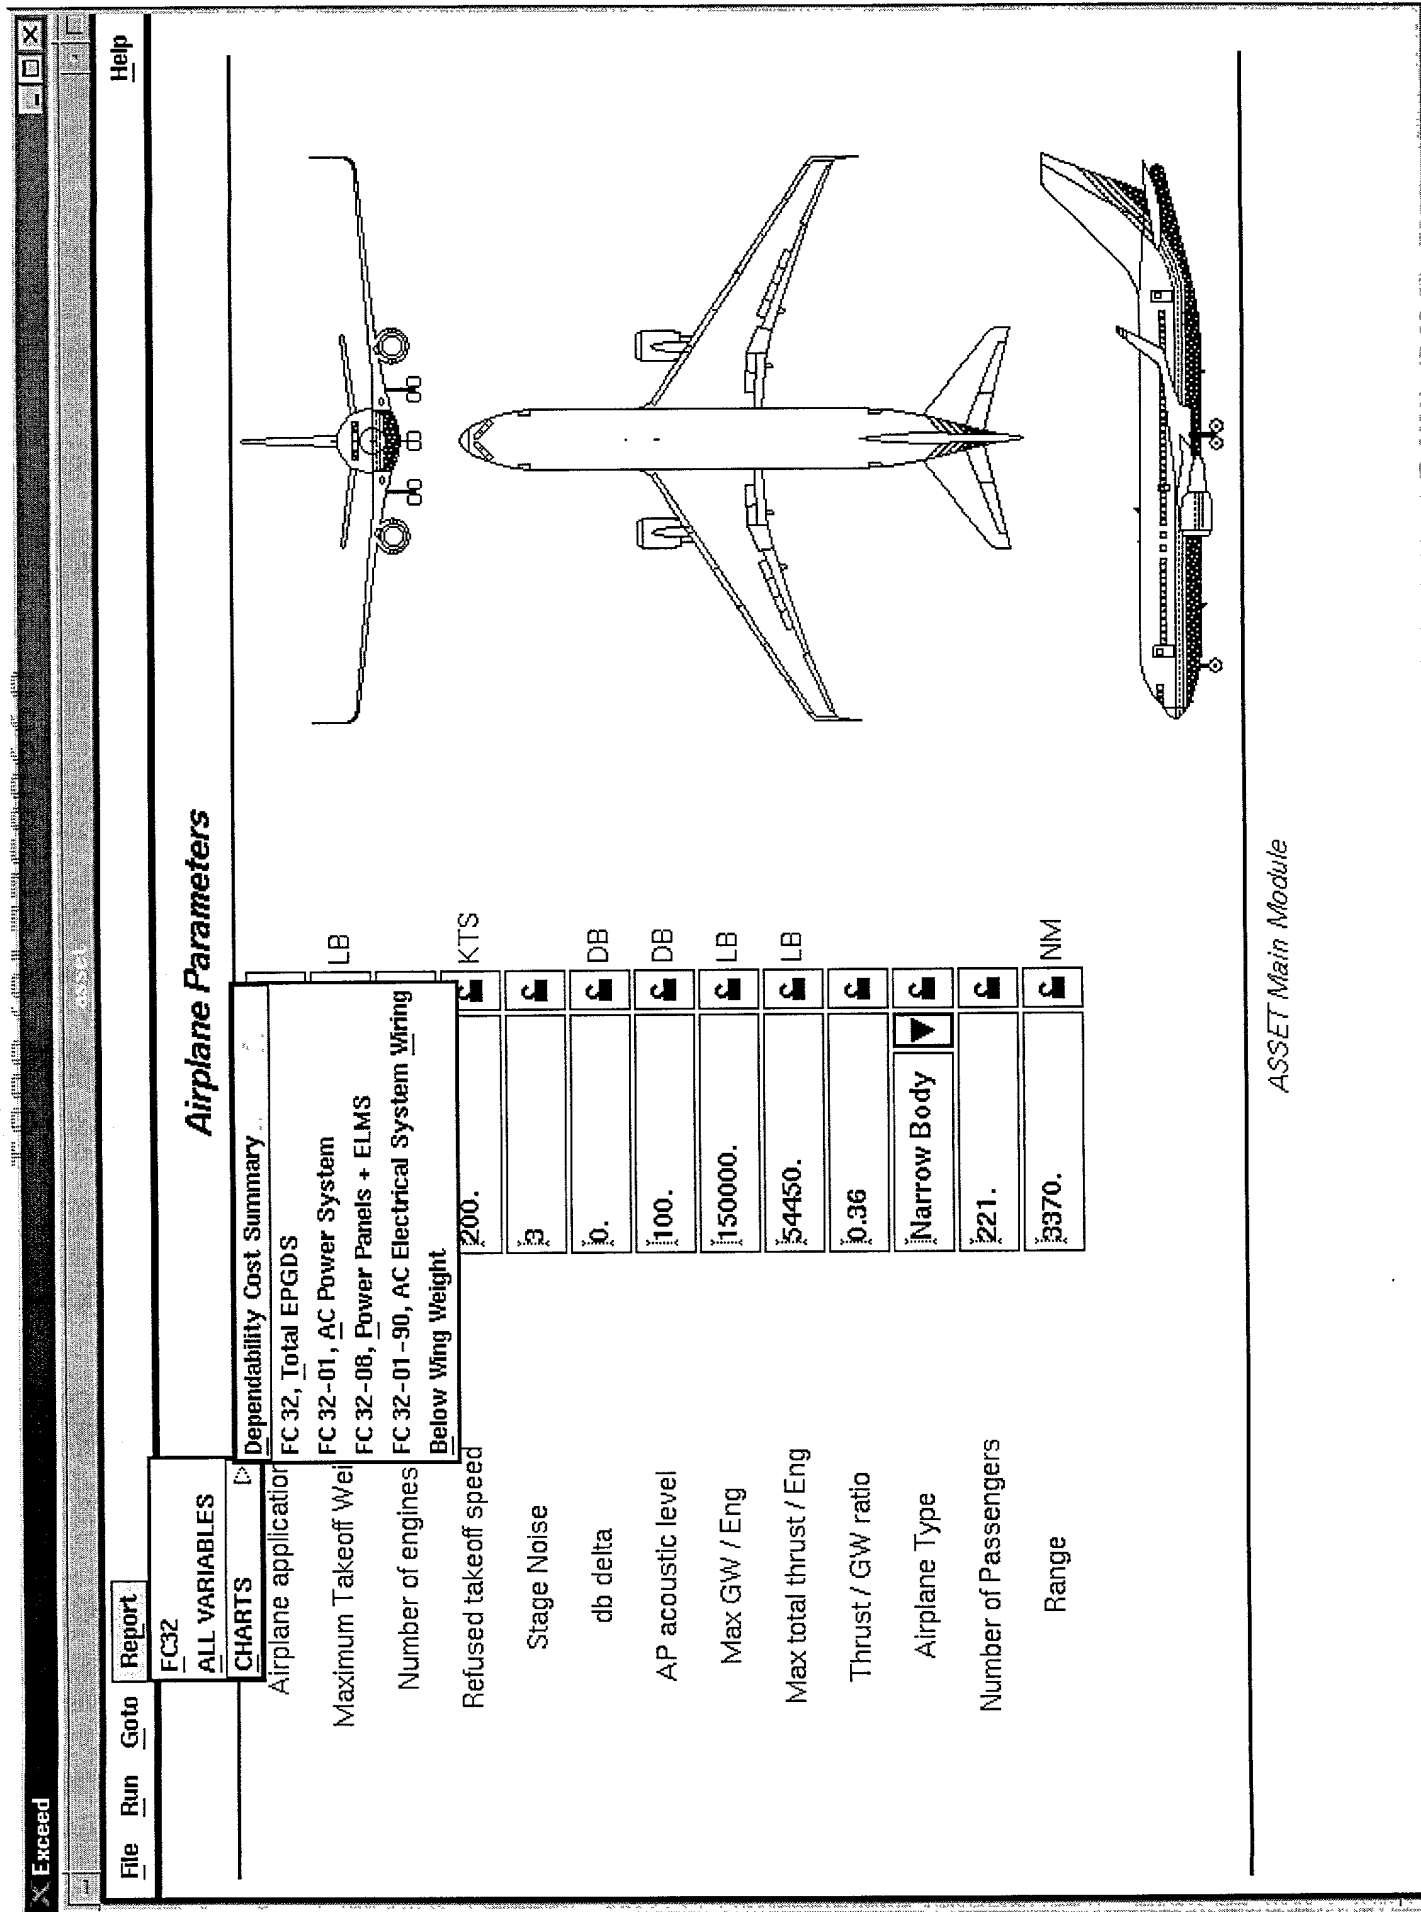 Exceed
asset
File Run Goto Report Help
FC32
ALL VARIABLES
CHARTS
Airplane Parameters
Dependability Cost Summary
FC 32, Total EPGDS
FC 32-01, AC Power System
FC 32-08, Power Panels + ELMS
FC 32-01-90, AC Electrical System Wiring
Below Wing Weight
Airplane application
Maximum Takeoff Wei LB
Number of engines
Refused takeoff speed 200. KTS
Stage Noise 3
db delta 0. DB
AP acoustic level 100. DB
Max GW / Eng 150000. LB
Max total thrust / Eng 54450. LB
Thrust / GW ratio 0.36
Airplane Type Narrow Body
Number of Passengers 221.
Range 3370. NM
ASSET Main Module